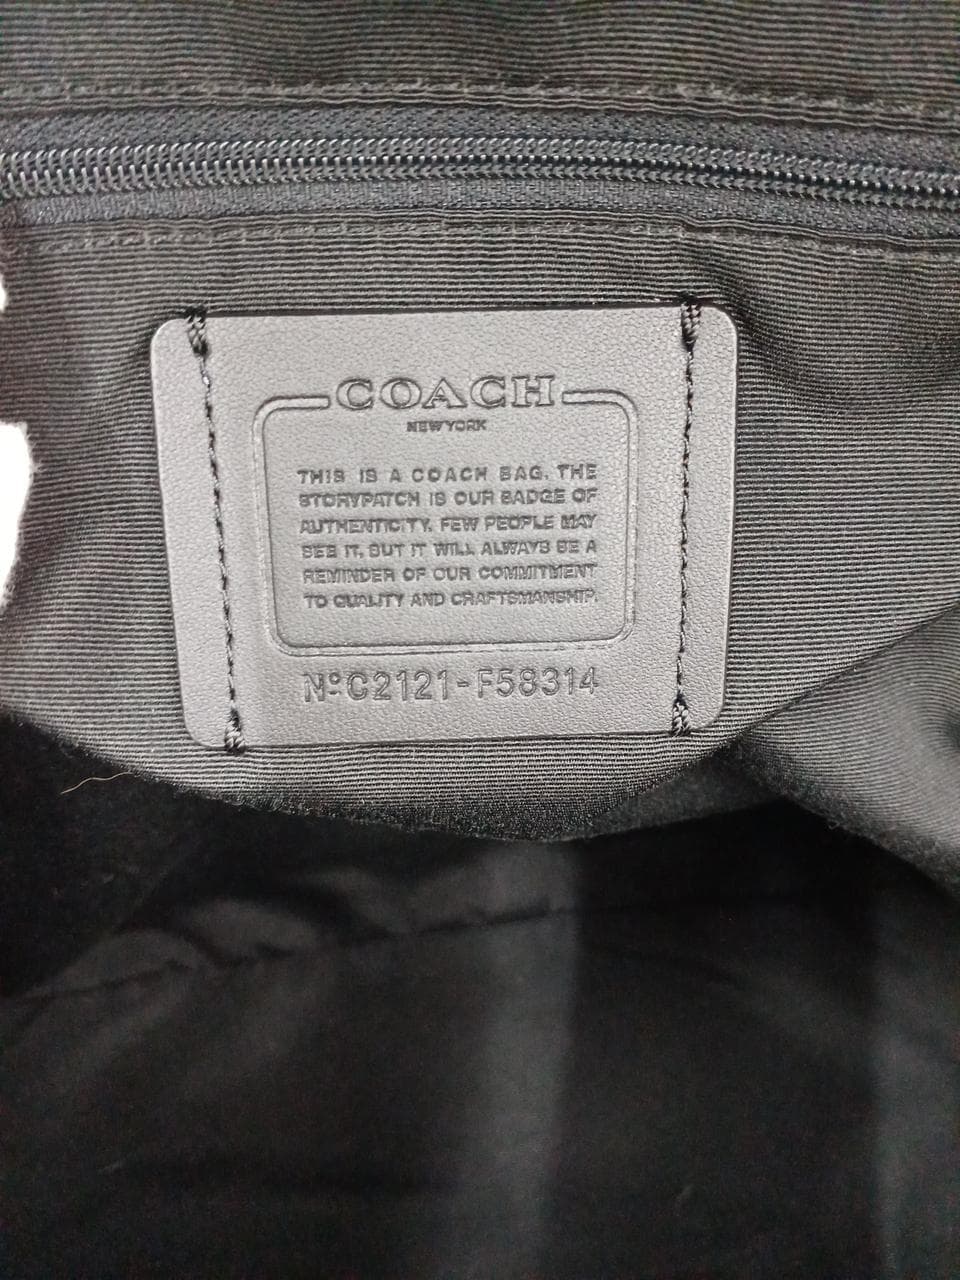 COACH
NEW YORK
THIS IS A COACH BAG. THE
STORYPATCH IS OUR BADGE OF
AUTHENTICITY. FEW PEOPLE MAY
SEE IT, BUT IT WILL ALWAYS BE A
REMINDER OF OUR COMMITMENT
TO QUALITY AND CRAFTSMANSHIP.
Nº C2121-F58314